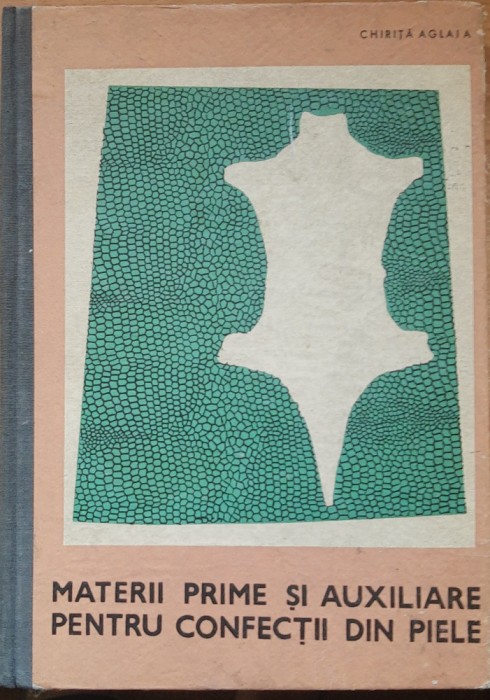 CHIRIȚĂ AGLAIA
MATERII PRIME ȘI AUXILIARE
PENTRU CONFECȚII DIN PIELE